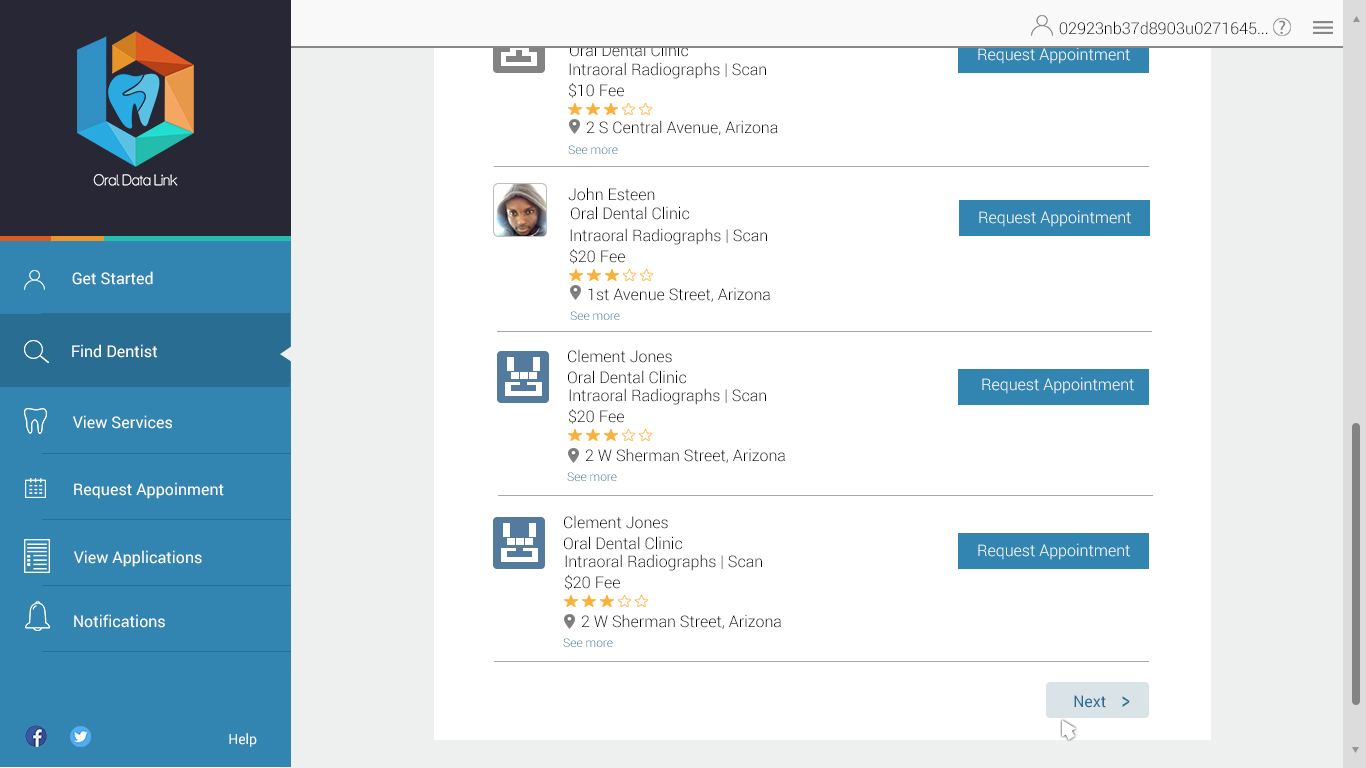 Oral Data Link
Get Started
Find Dentist
View Services
Request Appoinment
View Applications
Notifications
Help
02923nb37d8903u0271645...
?
Oral Dental Clinic
Intraoral Radiographs | Scan
$10 Fee
2 S Central Avenue, Arizona
See more
Request Appointment
John Esteen
Oral Dental Clinic
Intraoral Radiographs | Scan
$20 Fee
1st Avenue Street, Arizona
See more
Request Appointment
Clement Jones
Oral Dental Clinic
Intraoral Radiographs | Scan
$20 Fee
2 W Sherman Street, Arizona
See more
Request Appointment
Clement Jones
Oral Dental Clinic
Intraoral Radiographs | Scan
$20 Fee
2 W Sherman Street, Arizona
See more
Request Appointment
Next >